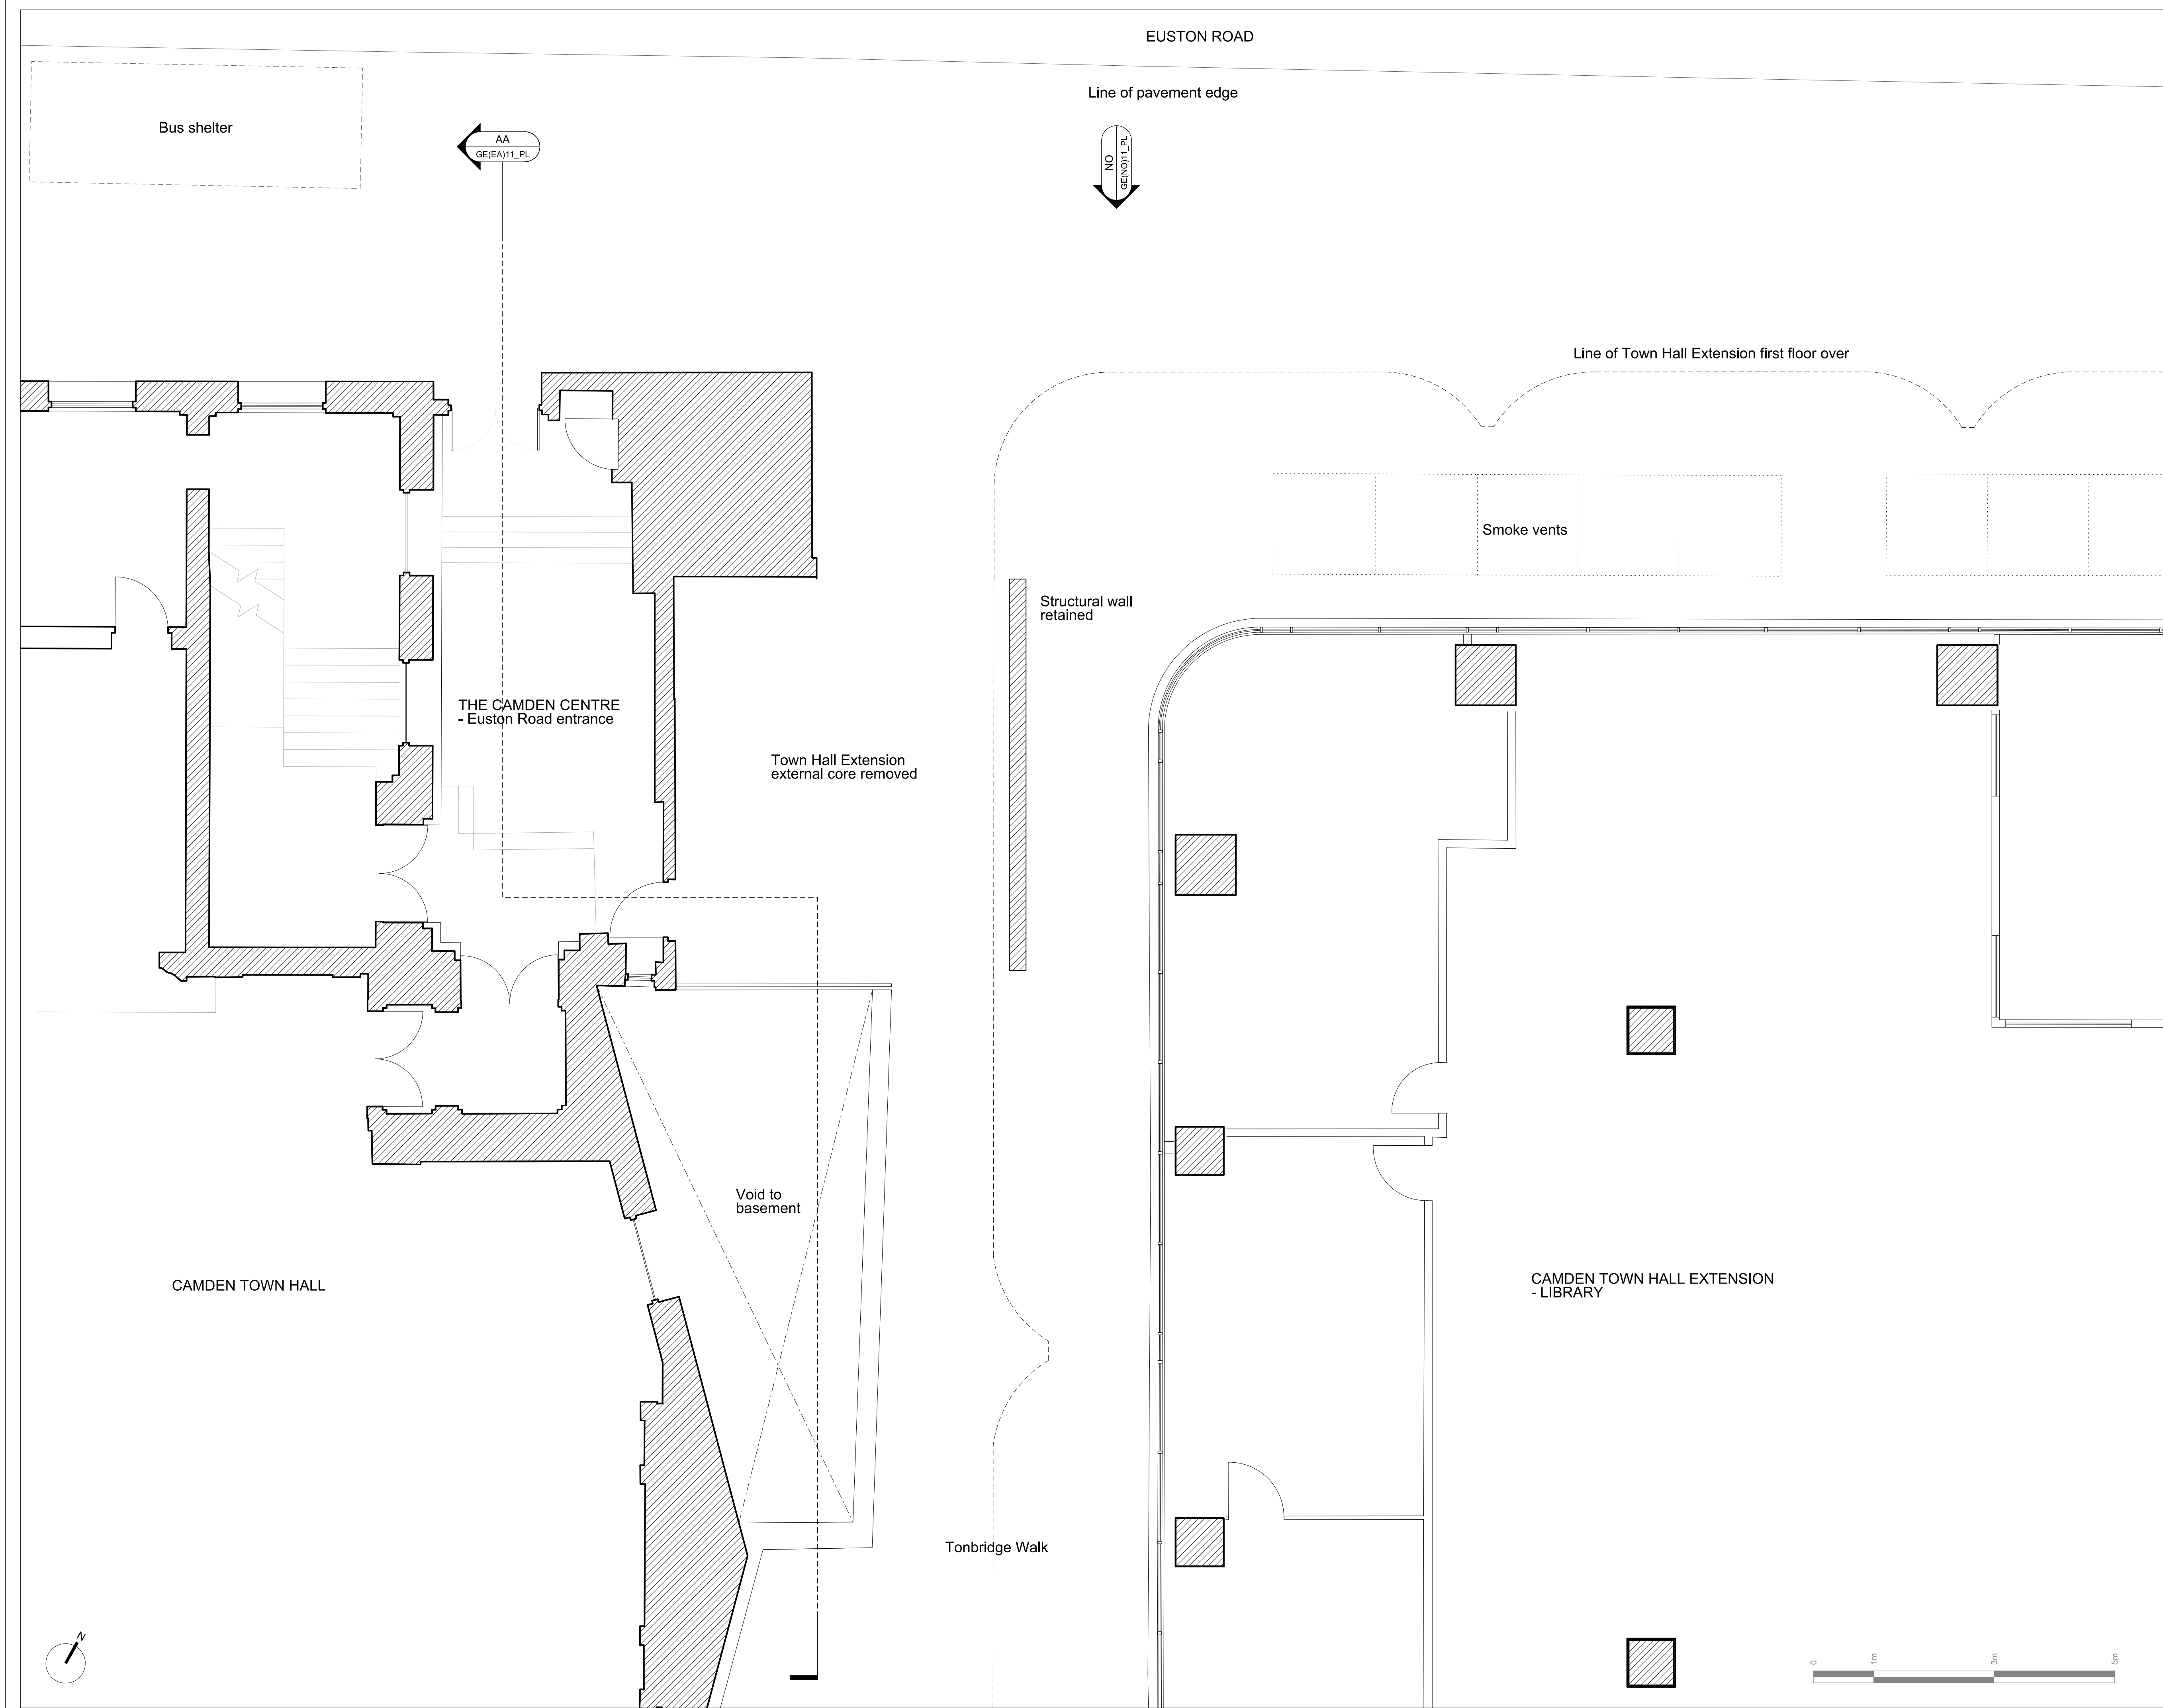 EUSTON ROAD
Line of pavement edge
Bus shelter
AA
GE(EA)11_PL
NO
GE(NO)11_PL
Line of Town Hall Extension first floor over
Smoke vents
Structural wall
retained
THE CAMDEN CENTRE
- Euston Road entrance
Town Hall Extension
external core removed
Void to
basement
CAMDEN TOWN HALL
CAMDEN TOWN HALL EXTENSION
- LIBRARY
Tonbridge Walk
N
0
1m
3m
5m